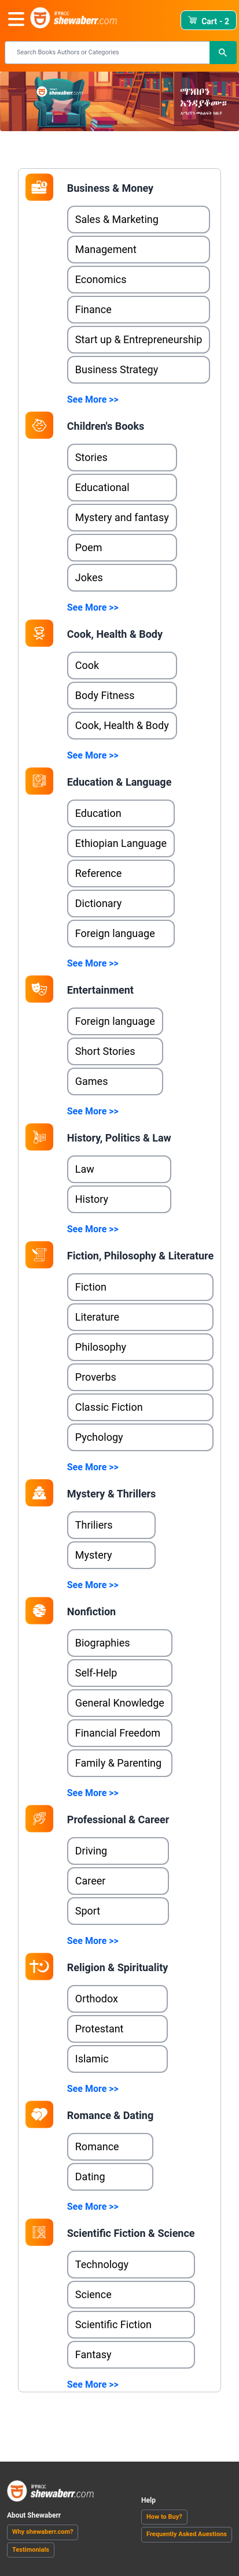 shewaberr.com
Cart - 2
Search Books Authors or Categories
shewaberr.com
ማንበቦን
እንዳያቆሙ።
Business & Money
Sales & Marketing
Management
Economics
Finance
Start up & Entrepreneurship
Business Strategy
See More >>
Children's Books
Stories
Educational
Mystery and fantasy
Poem
Jokes
See More >>
Cook, Health & Body
Cook
Body Fitness
Cook, Health & Body
See More >>
Education & Language
Education
Ethiopian Language
Reference
Dictionary
Foreign language
See More >>
Entertainment
Foreign language
Short Stories
Games
See More >>
History, Politics & Law
Law
History
See More >>
Fiction, Philosophy & Literature
Fiction
Literature
Philosophy
Proverbs
Classic Fiction
Pychology
See More >>
Mystery & Thrillers
Thriliers
Mystery
See More >>
Nonfiction
Biographies
Self-Help
General Knowledge
Financial Freedom
Family & Parenting
See More >>
Professional & Career
Driving
Career
Sport
See More >>
Religion & Spirituality
Orthodox
Protestant
Islamic
See More >>
Romance & Dating
Romance
Dating
See More >>
Scientific Fiction & Science
Technology
Science
Scientific Fiction
Fantasy
See More >>
shewaberr.com
About Shewaberr
Why shewaberr.com?
Testimonials
Help
How to Buy?
Frequently Asked Auestions